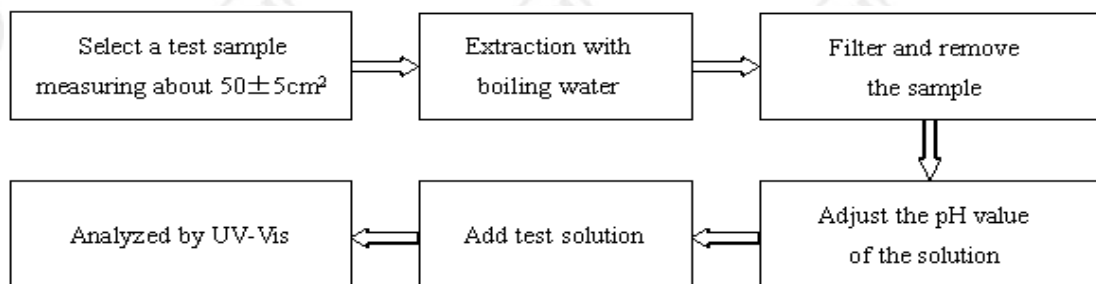 Select a test sample
measuring about 50±5cm²
Extraction with
boiling water
Filter and remove
the sample
Adjust the pH value
of the solution
Add test solution
Analyzed by UV-Vis